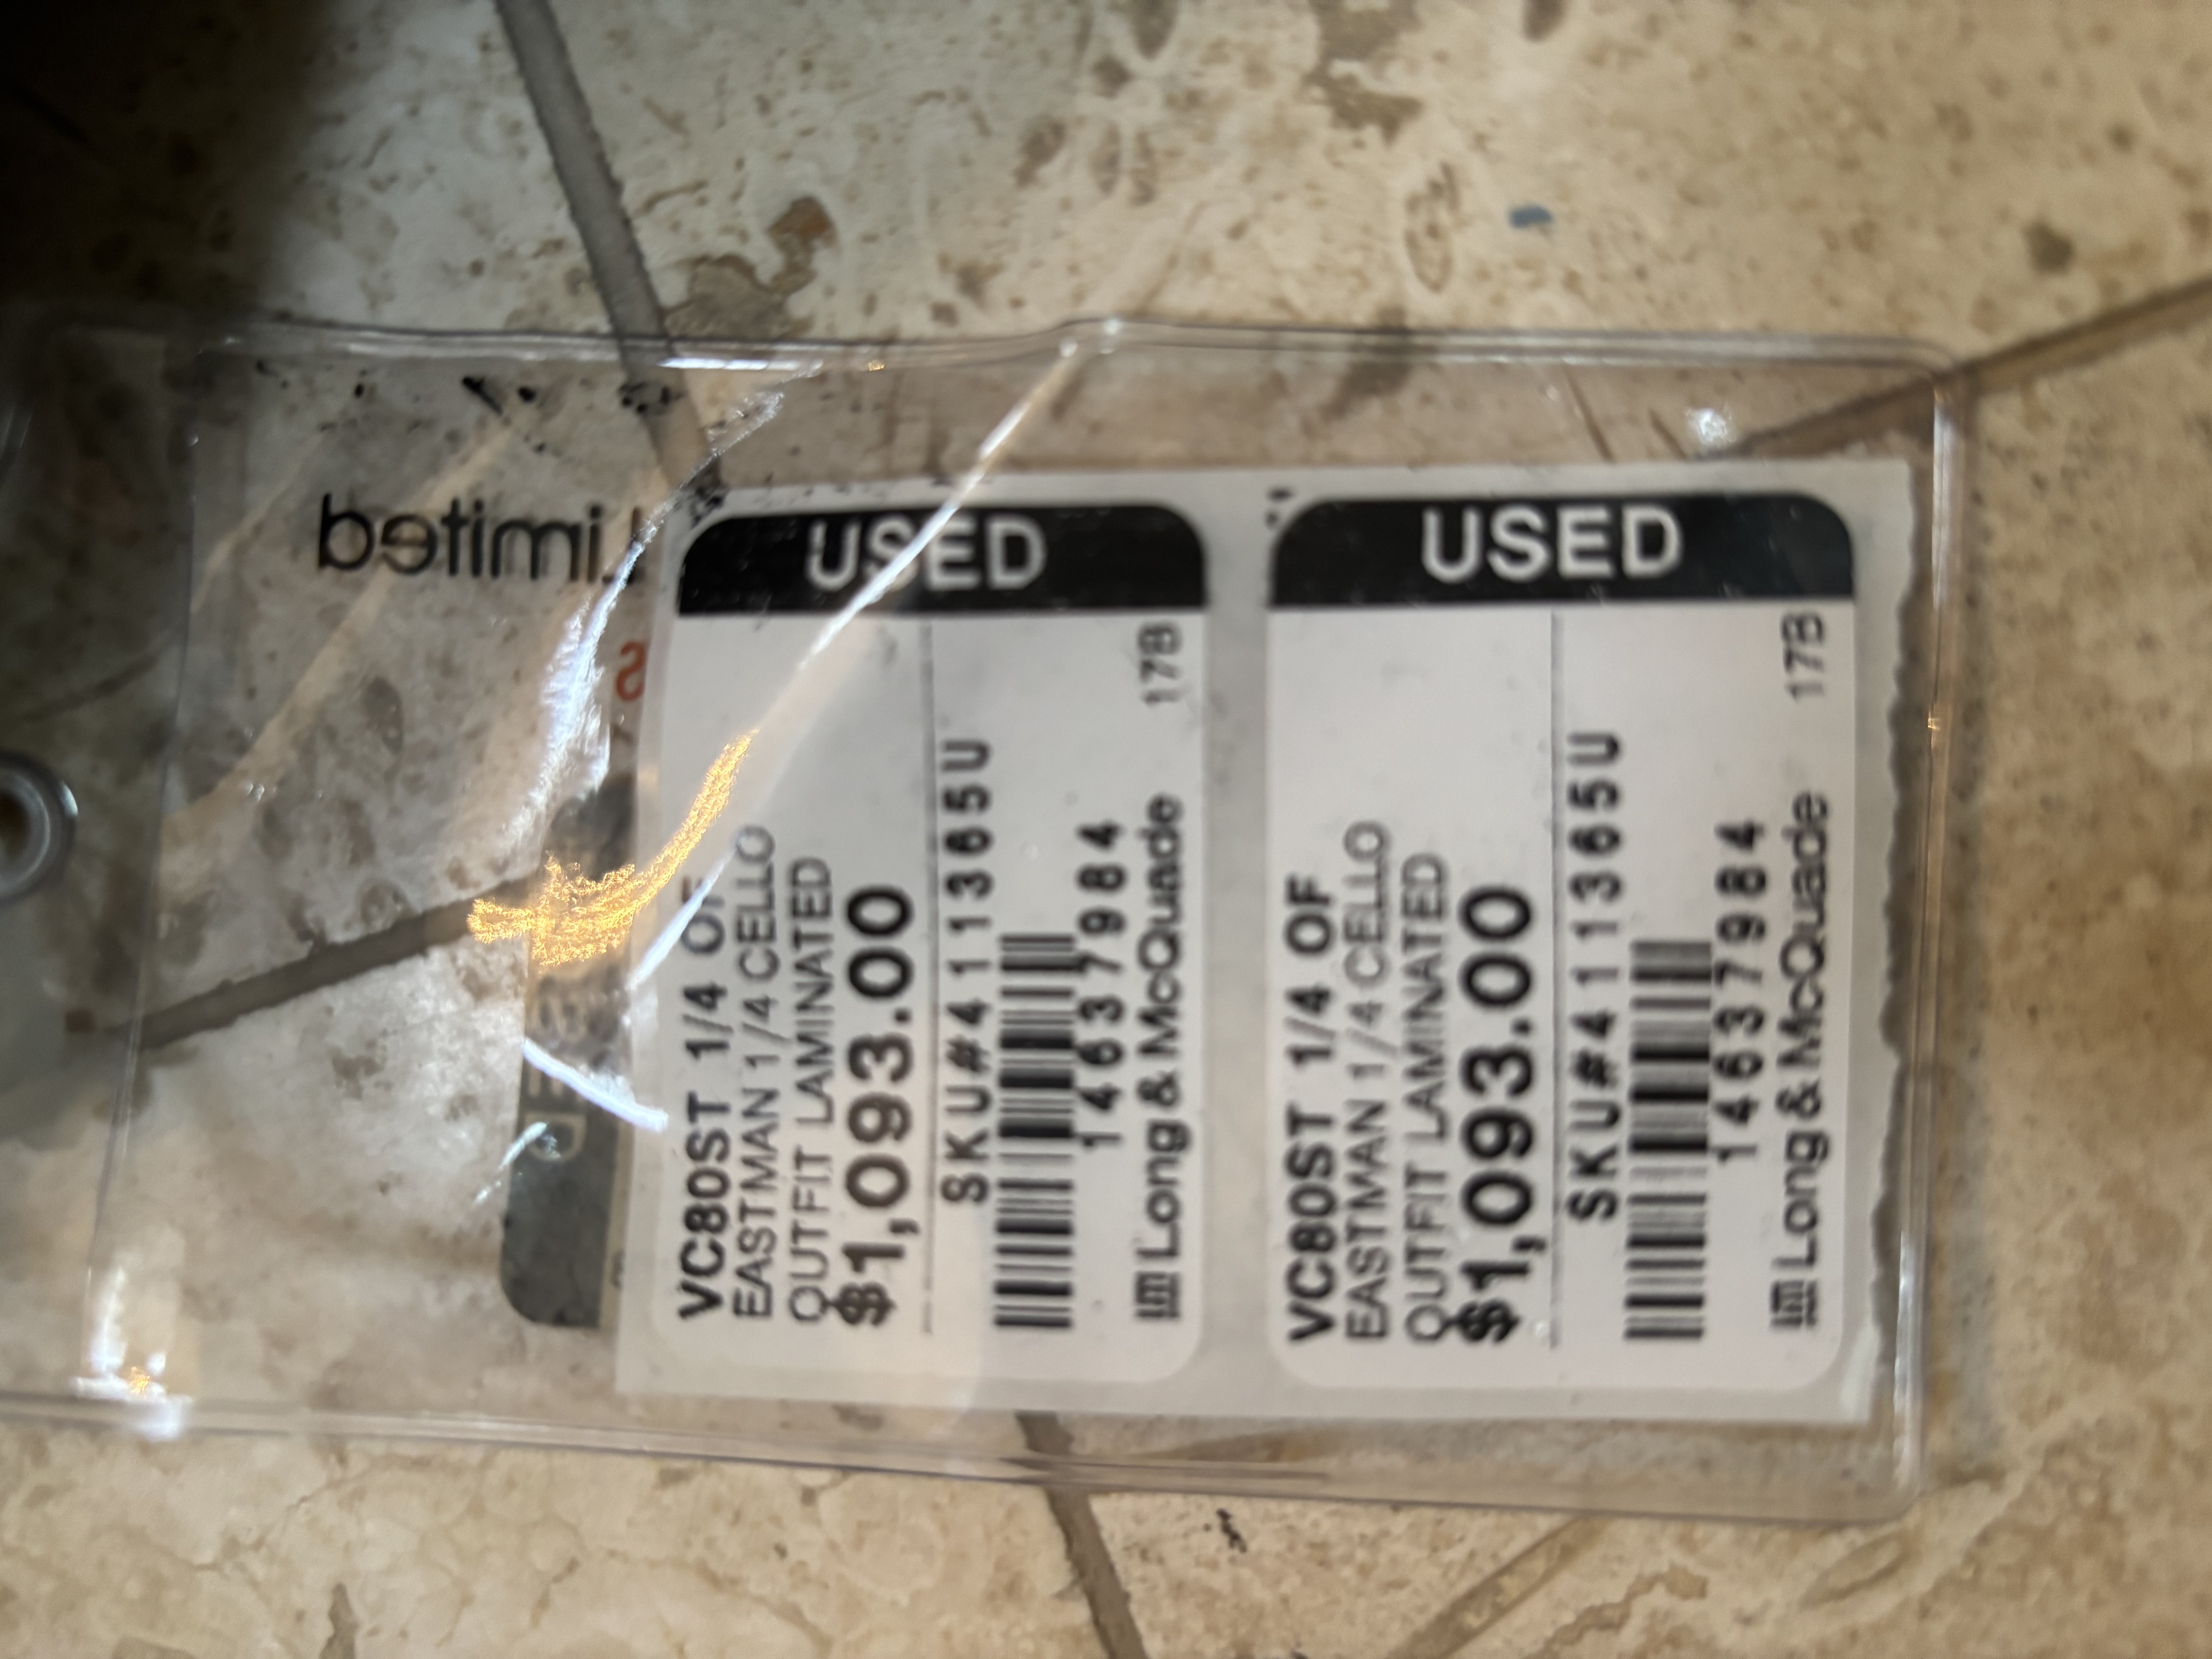 Limited
USED
VC80ST 1/4 OF
EASTMAN 1/4 CELLO
OUTFIT LAMINATED
$1,093.00
SKU#411365U
14637984
Long & McQuade 17B
USED
VC80ST 1/4 OF
EASTMAN 1/4 CELLO
OUTFIT LAMINATED
$1,093.00
SKU#411365U
14637984
Long & McQuade 17B